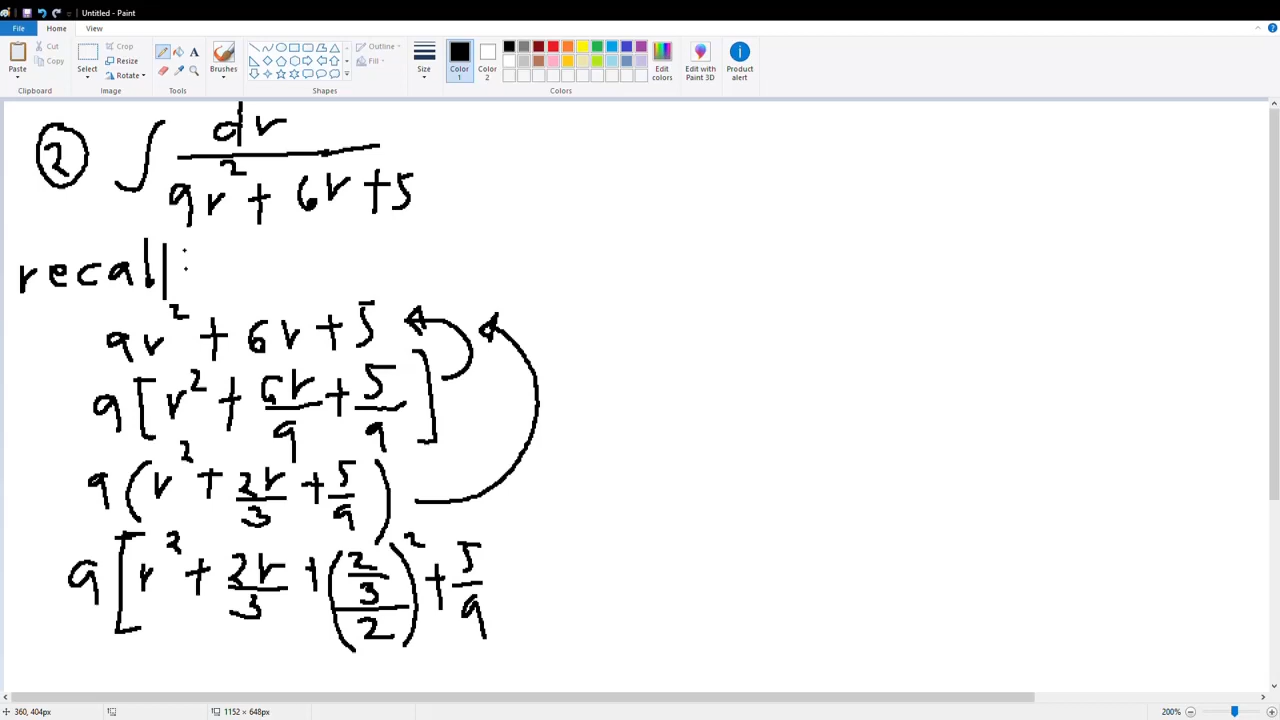 Untitled - Paint
File Home View
Paste Cut Copy Clipboard
Select Crop Resize Rotate Image
Tools
Brushes
Shapes Outline Fill
Size
Color 1 Color 2 Edit colors Colors
Edit with Paint 3D
Product alert
② ∫ dr / (9r² + 6r + 5)
recall:
9r² + 6r + 5
9[r² + 6r/9 + 5/9]
9(r² + 2r/3 + 5/9)
9[r² + 2r/3 + ((2/3)/2)² + 5/9
360, 404px 1152 × 648px 200%